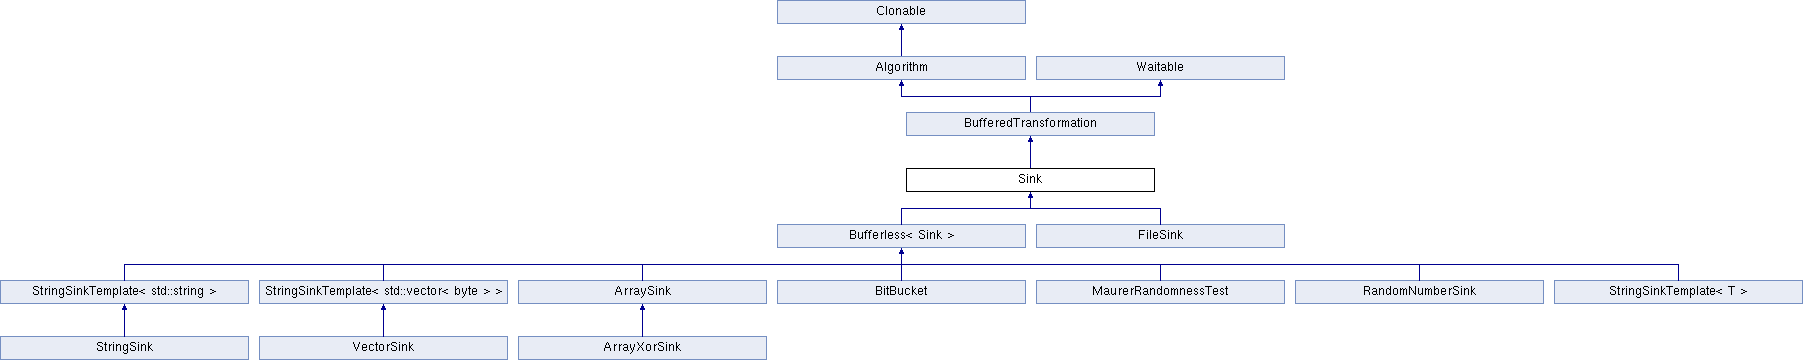 Clonable
Algorithm
Waitable
BufferedTransformation
Sink
Bufferless< Sink >
FileSink
StringSinkTemplate< std::string >
StringSinkTemplate< std::vector< byte > >
ArraySink
BitBucket
MaurerRandomnessTest
RandomNumberSink
StringSinkTemplate< T >
StringSink
VectorSink
ArrayXorSink